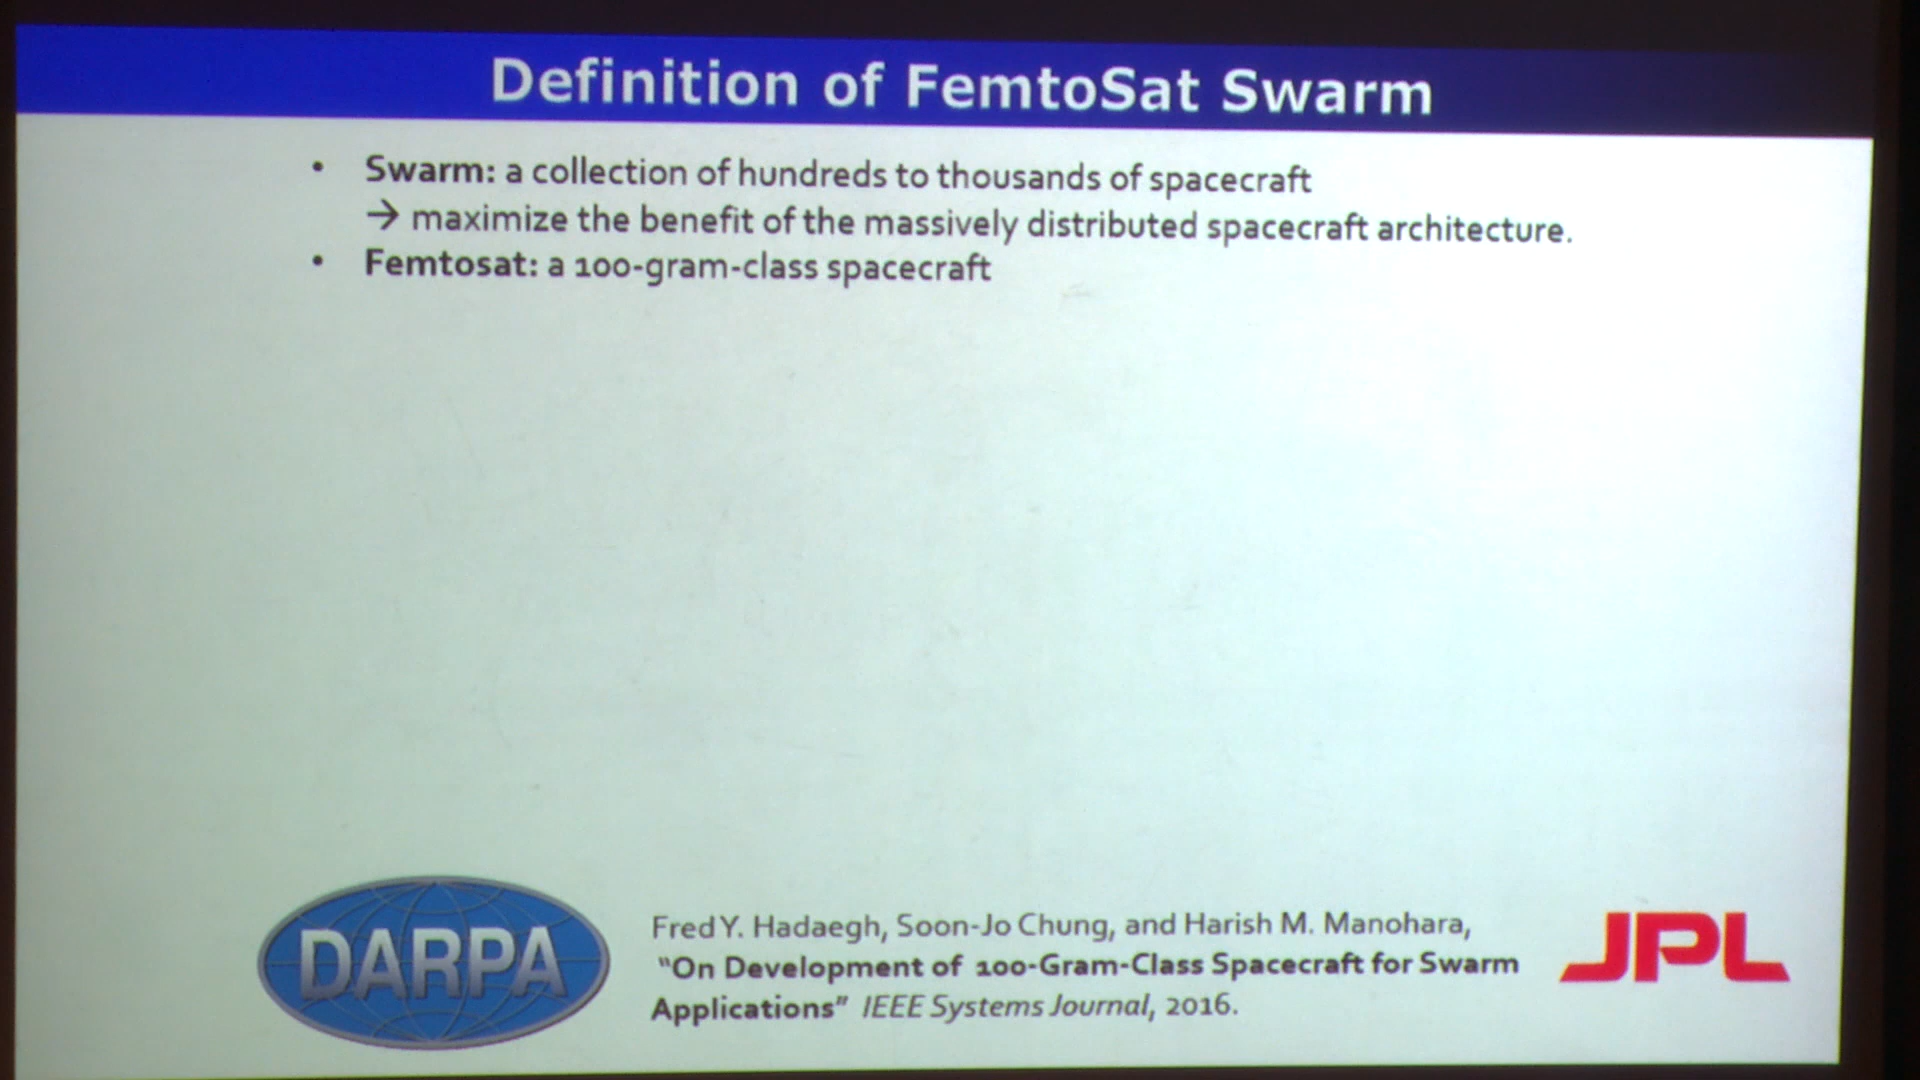 Definition of FemtoSat Swarm
• Swarm: a collection of hundreds to thousands of spacecraft
→ maximize the benefit of the massively distributed spacecraft architecture.
• Femtosat: a 100-gram-class spacecraft
DARPA
Fred Y. Hadaegh, Soon-Jo Chung, and Harish M. Manohara,
"On Development of 100-Gram-Class Spacecraft for Swarm
Applications" IEEE Systems Journal, 2016.
JPL